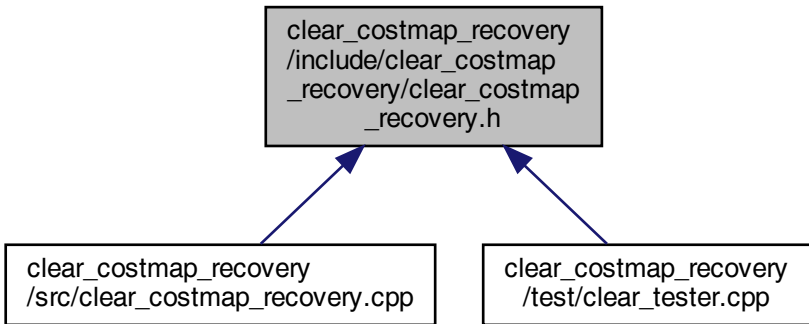 clear_costmap_recovery
/include/clear_costmap
_recovery/clear_costmap
_recovery.h
clear_costmap_recovery
/src/clear_costmap_recovery.cpp
clear_costmap_recovery
/test/clear_tester.cpp